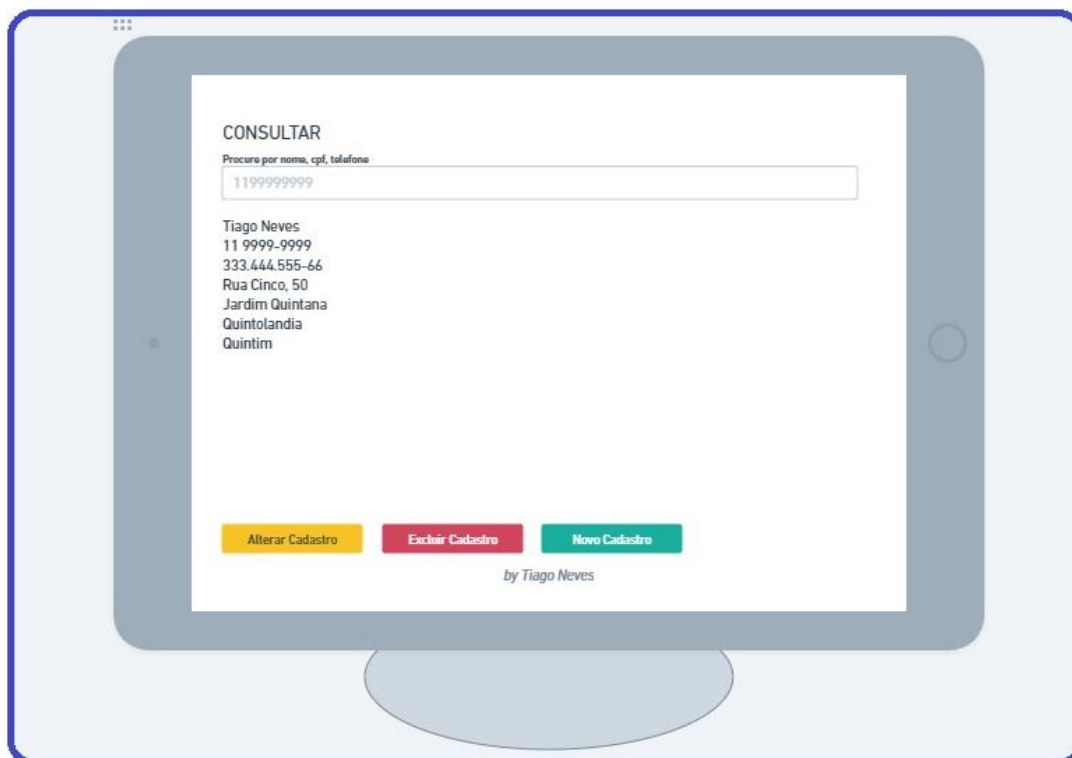 CONSULTAR
Procure por nome, cpf, telefone
1199999999
Tiago Neves
11 9999-9999
333.444.555-66
Rua Cinco, 50
Jardim Quintana
Quintolandia
Quintim
Alterar Cadastro
Excluir Cadastro
Novo Cadastro
by Tiago Neves